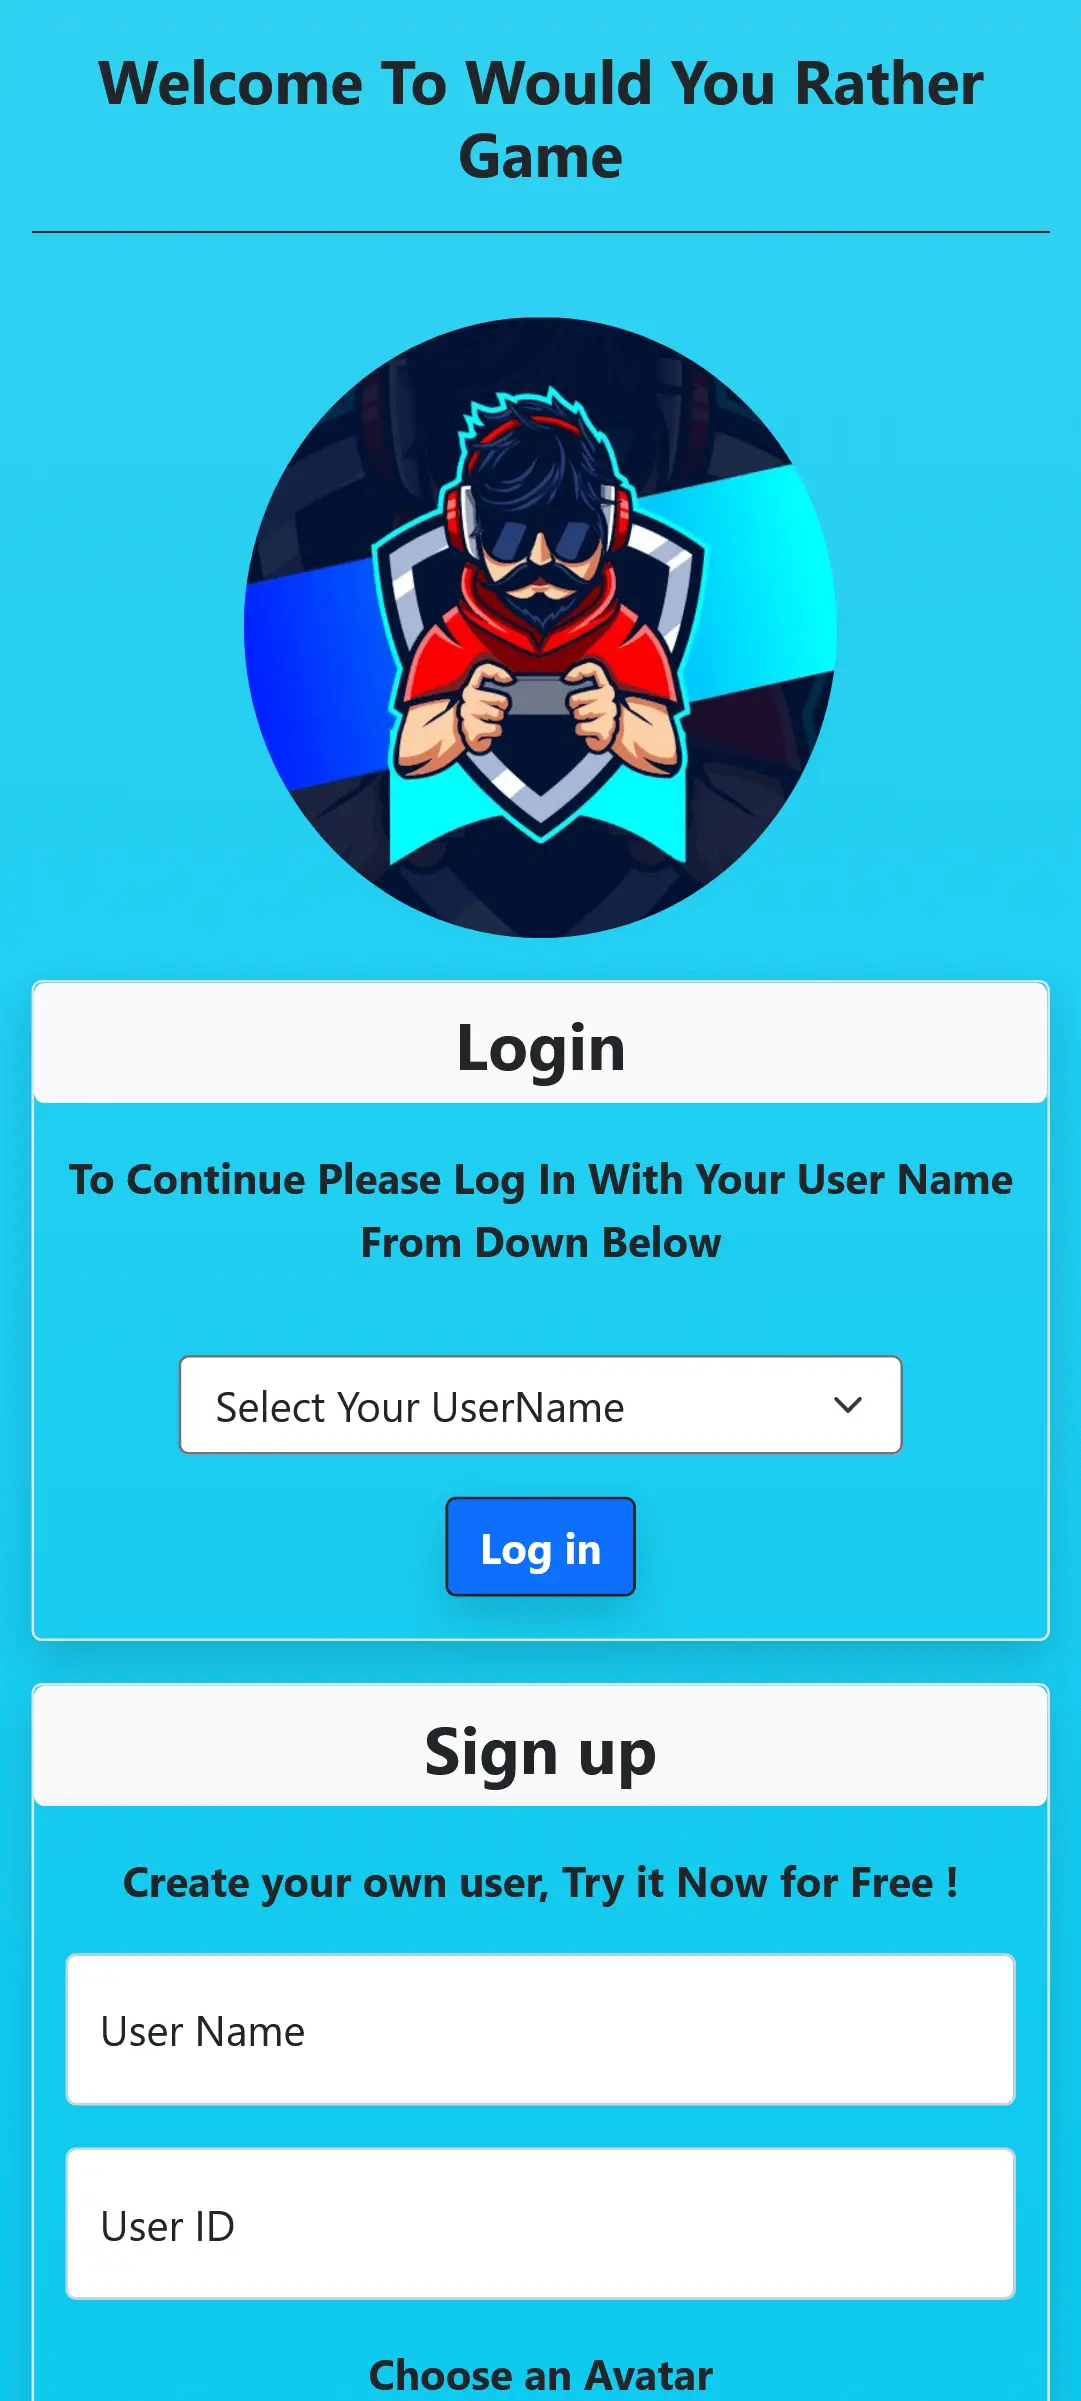 Welcome To Would You Rather
Game
Login
To Continue Please Log In With Your User Name
From Down Below
Select Your UserName
Log in
Sign up
Create your own user, Try it Now for Free !
User Name
User ID
Choose an Avatar